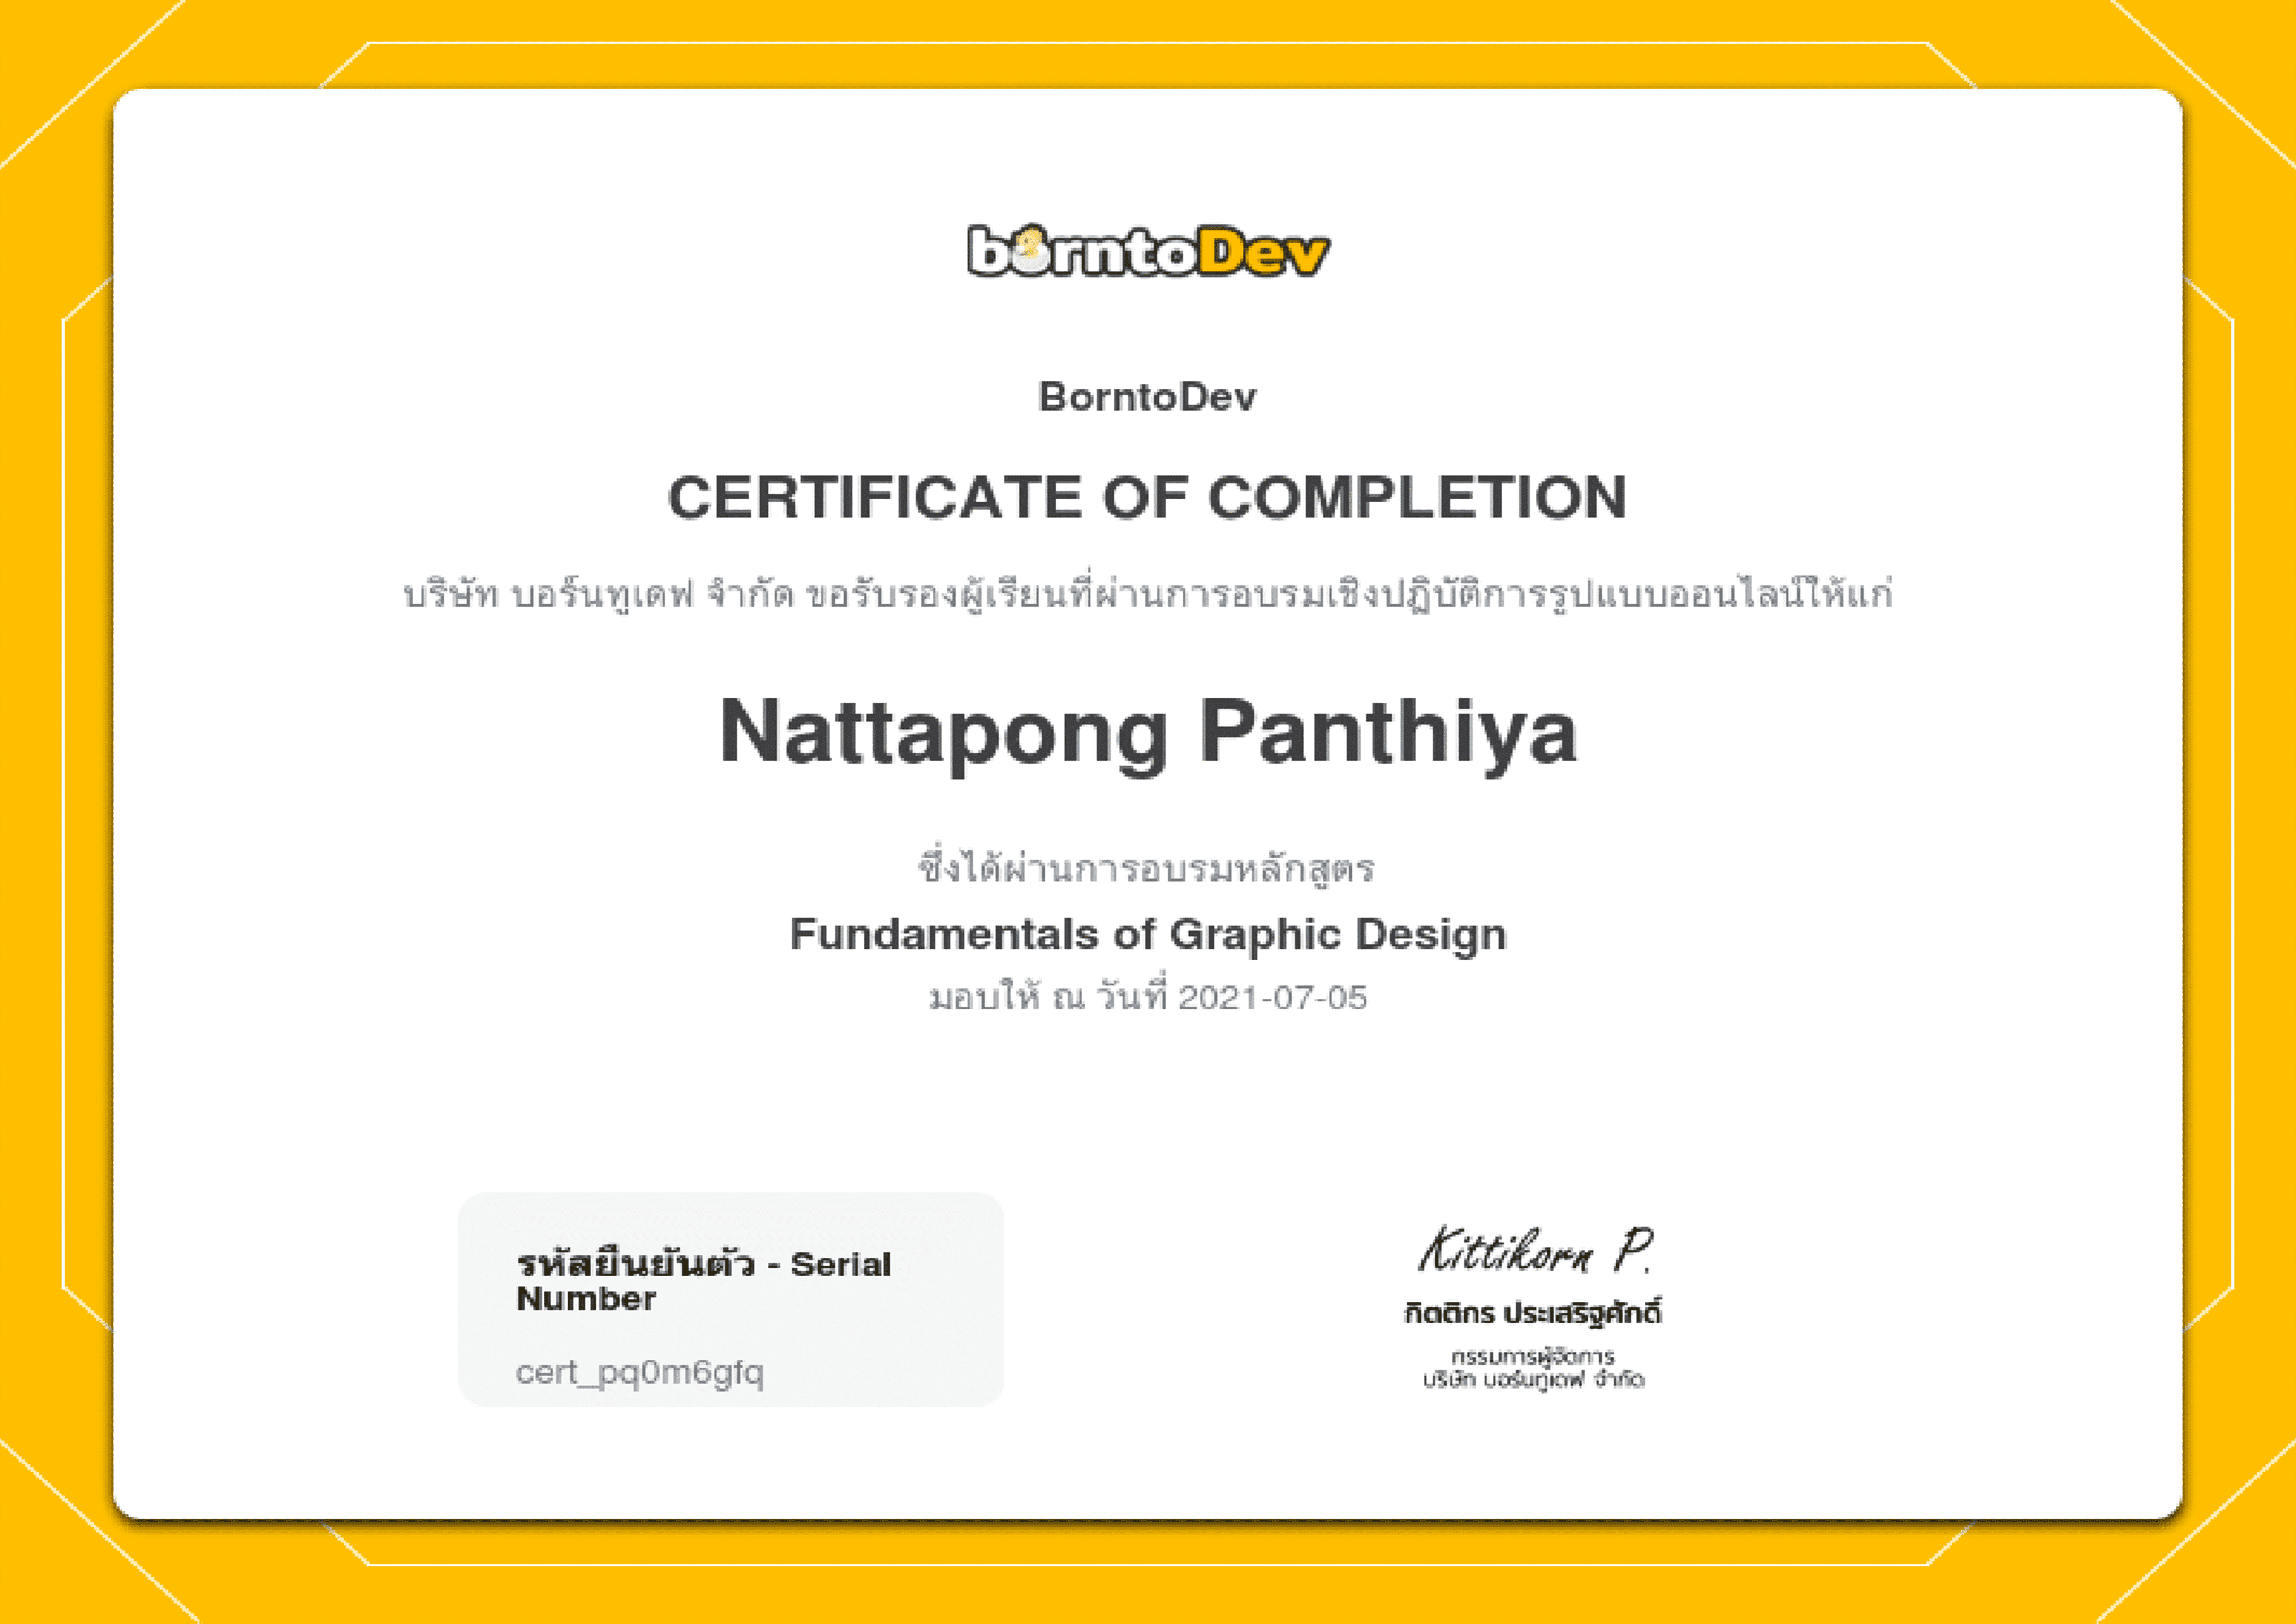 borntoDev
BorntoDev
CERTIFICATE OF COMPLETION
บริษัท บอร์นทูเดฟ จำกัด ขอรับรองผู้เรียนที่ผ่านการอบรมเชิงปฏิบัติการรูปแบบออนไลน์ให้แก่
Nattapong Panthiya
ซึ่งได้ผ่านการอบรมหลักสูตร
Fundamentals of Graphic Design
มอบให้ ณ วันที่ 2021-07-05
รหัสยืนยันตัว - Serial
Number
cert_pq0m6gfq
Kittikorn P.
กิตติกร ประเสริฐศักดิ์
กรรมการผู้จัดการ
บริษัท บอร์นทูเดฟ จำกัด